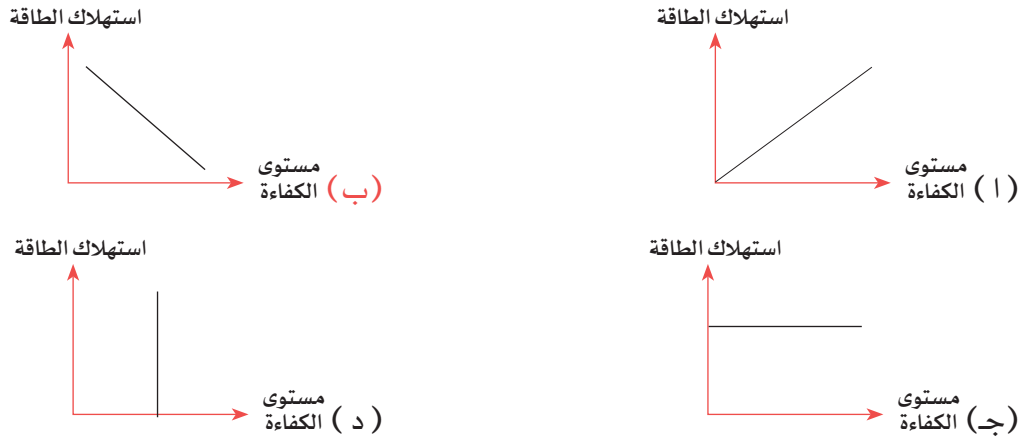 استهلاك الطاقة
مستوى
( ا ) الكفاءة
استهلاك الطاقة
مستوى
(ب) الكفاءة
استهلاك الطاقة
مستوى
(جـ) الكفاءة
استهلاك الطاقة
مستوى
( د ) الكفاءة